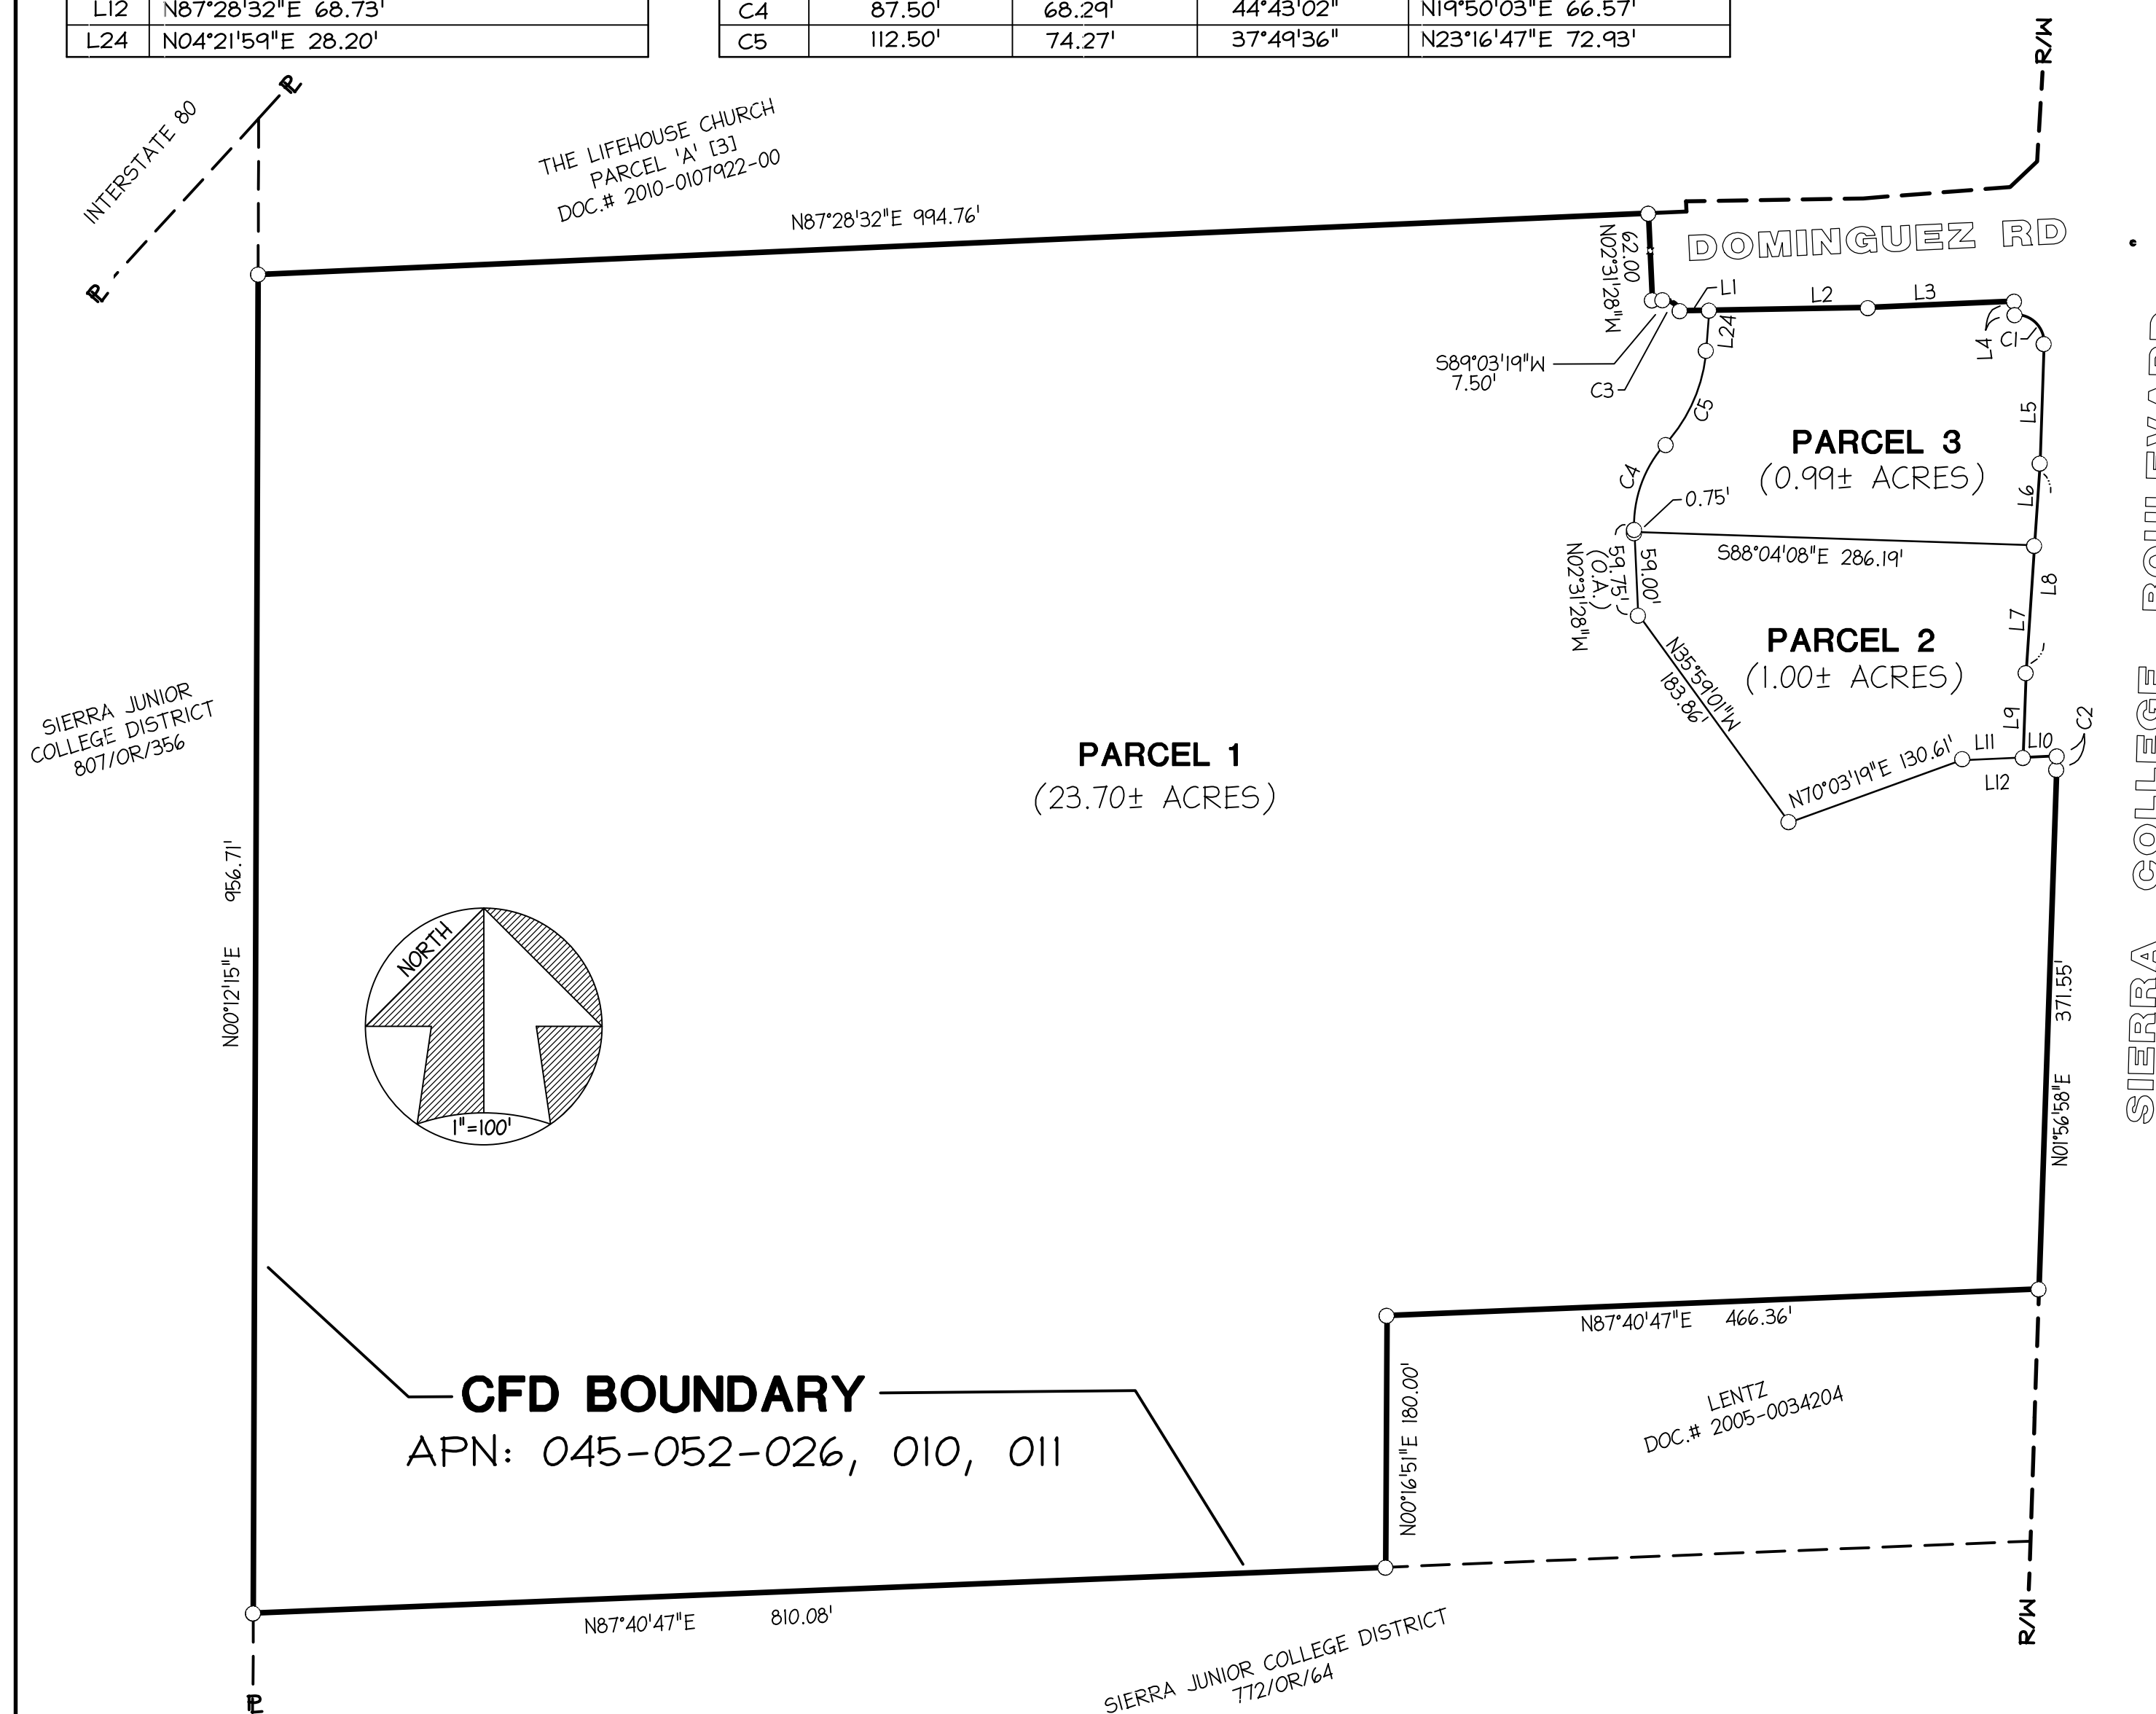 L12 N87°28'32"E 68.73'
L24 N04°21'59"E 28.20'
C4 87.50' 68.29' 44°43'02" N19°50'03"E 66.57'
C5 112.50' 74.27' 37°49'36" N23°16'47"E 72.93'
R/W
PL
INTERSTATE 80
PL
THE LIFEHOUSE CHURCH
PARCEL 'A' [3]
DOC.# 2010-0107922-00
N87°28'32"E 994.76'
62.00
N02°31'28"W
DOMINGUEZ RD
L1
L2
L3
L4
C1
L24
S89°03'19"W
7.50'
C3
C5
L5
PARCEL 3
(0.99± ACRES)
C4
L6
0.75'
S88°04'08"E 286.19'
59.00'
59.75'
(O.A.)
N02°31'28"W
L8
L7
PARCEL 2
(1.00± ACRES)
N35°59'01"W
183.86'
L9
C2
L10
L11
L12
N70°03'19"E 130.61'
SIERRA JUNIOR
COLLEGE DISTRICT
807/OR/356
PARCEL 1
(23.70± ACRES)
N00°12'15"E 956.71'
NORTH
1"=100'
N01°56'58"E 371.55'
SIERRA COLLEGE BOULEVARD
N87°40'47"E 466.36'
N00°16'51"E 180.00'
LENTZ
DOC.# 2005-0034204
CFD BOUNDARY
APN: 045-052-026, 010, 011
N87°40'47"E 810.08'
SIERRA JUNIOR COLLEGE DISTRICT
772/OR/64
R/W
PL